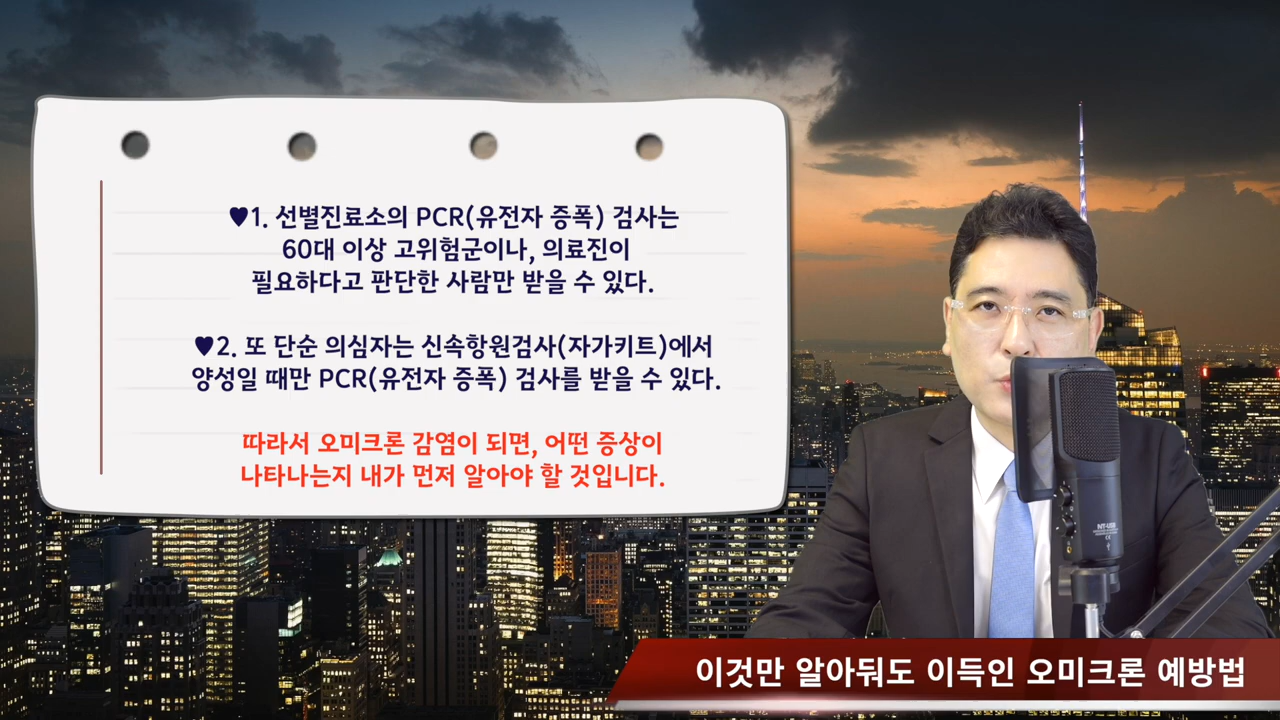 ♥1. 선별진료소의 PCR(유전자 증폭) 검사는
60대 이상 고위험군이나, 의료진이
필요하다고 판단한 사람만 받을 수 있다.
♥2. 또 단순 의심자는 신속항원검사(자가키트)에서
양성일 때만 PCR(유전자 증폭) 검사를 받을 수 있다.
따라서 오미크론 감염이 되면, 어떤 증상이
나타나는지 내가 먼저 알아야 할 것입니다.
NT-USB
이것만 알아둬도 이득인 오미크론 예방법